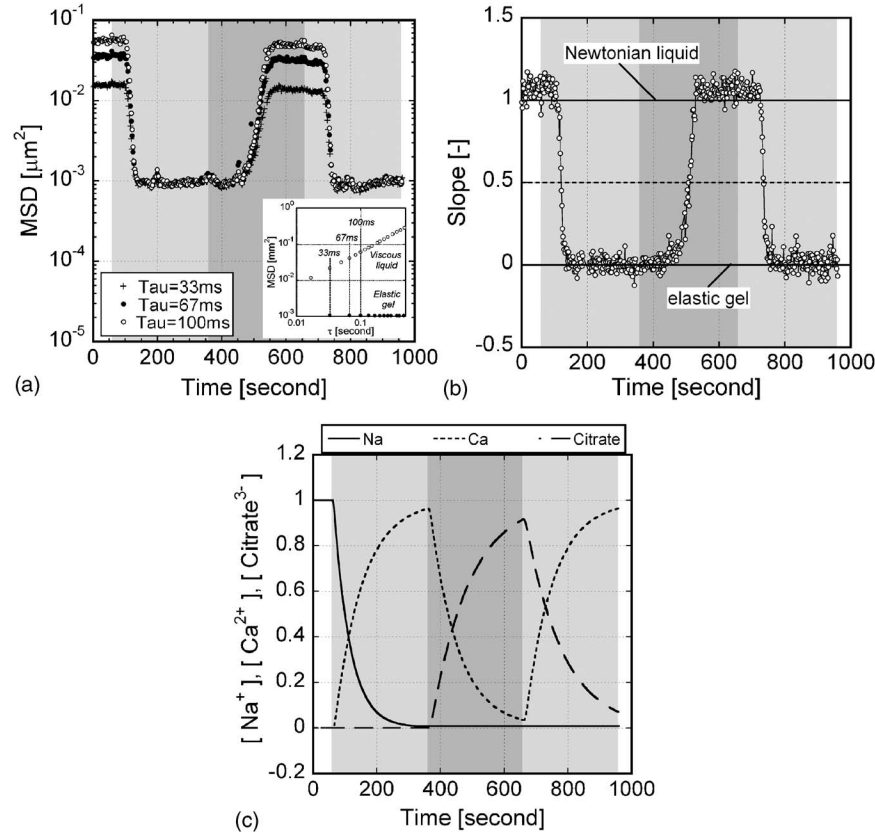 10⁻¹
10⁻²
10⁻³
10⁻⁴
10⁻⁵
MSD [μm²]
Tau=33ms
Tau=67ms
Tau=100ms
0 200 400 600 800 1000
Time [second]
(a)
10⁰
10⁻¹
10⁻²
10⁻³
MSD [mm²]
100ms
67ms
33ms
Viscous
liquid
Elastic
gel
0.01 0.1
τ [second]
1.5
1
0.5
0
-0.5
Slope [-]
Newtonian liquid
elastic gel
0 200 400 600 800 1000
Time [second]
(b)
Na Ca Citrate
1.2
1
0.8
0.6
0.4
0.2
0
-0.2
[ Na⁺ ], [ Ca²⁺ ], [ Citrate³⁻ ]
0 200 400 600 800 1000
Time [second]
(c)